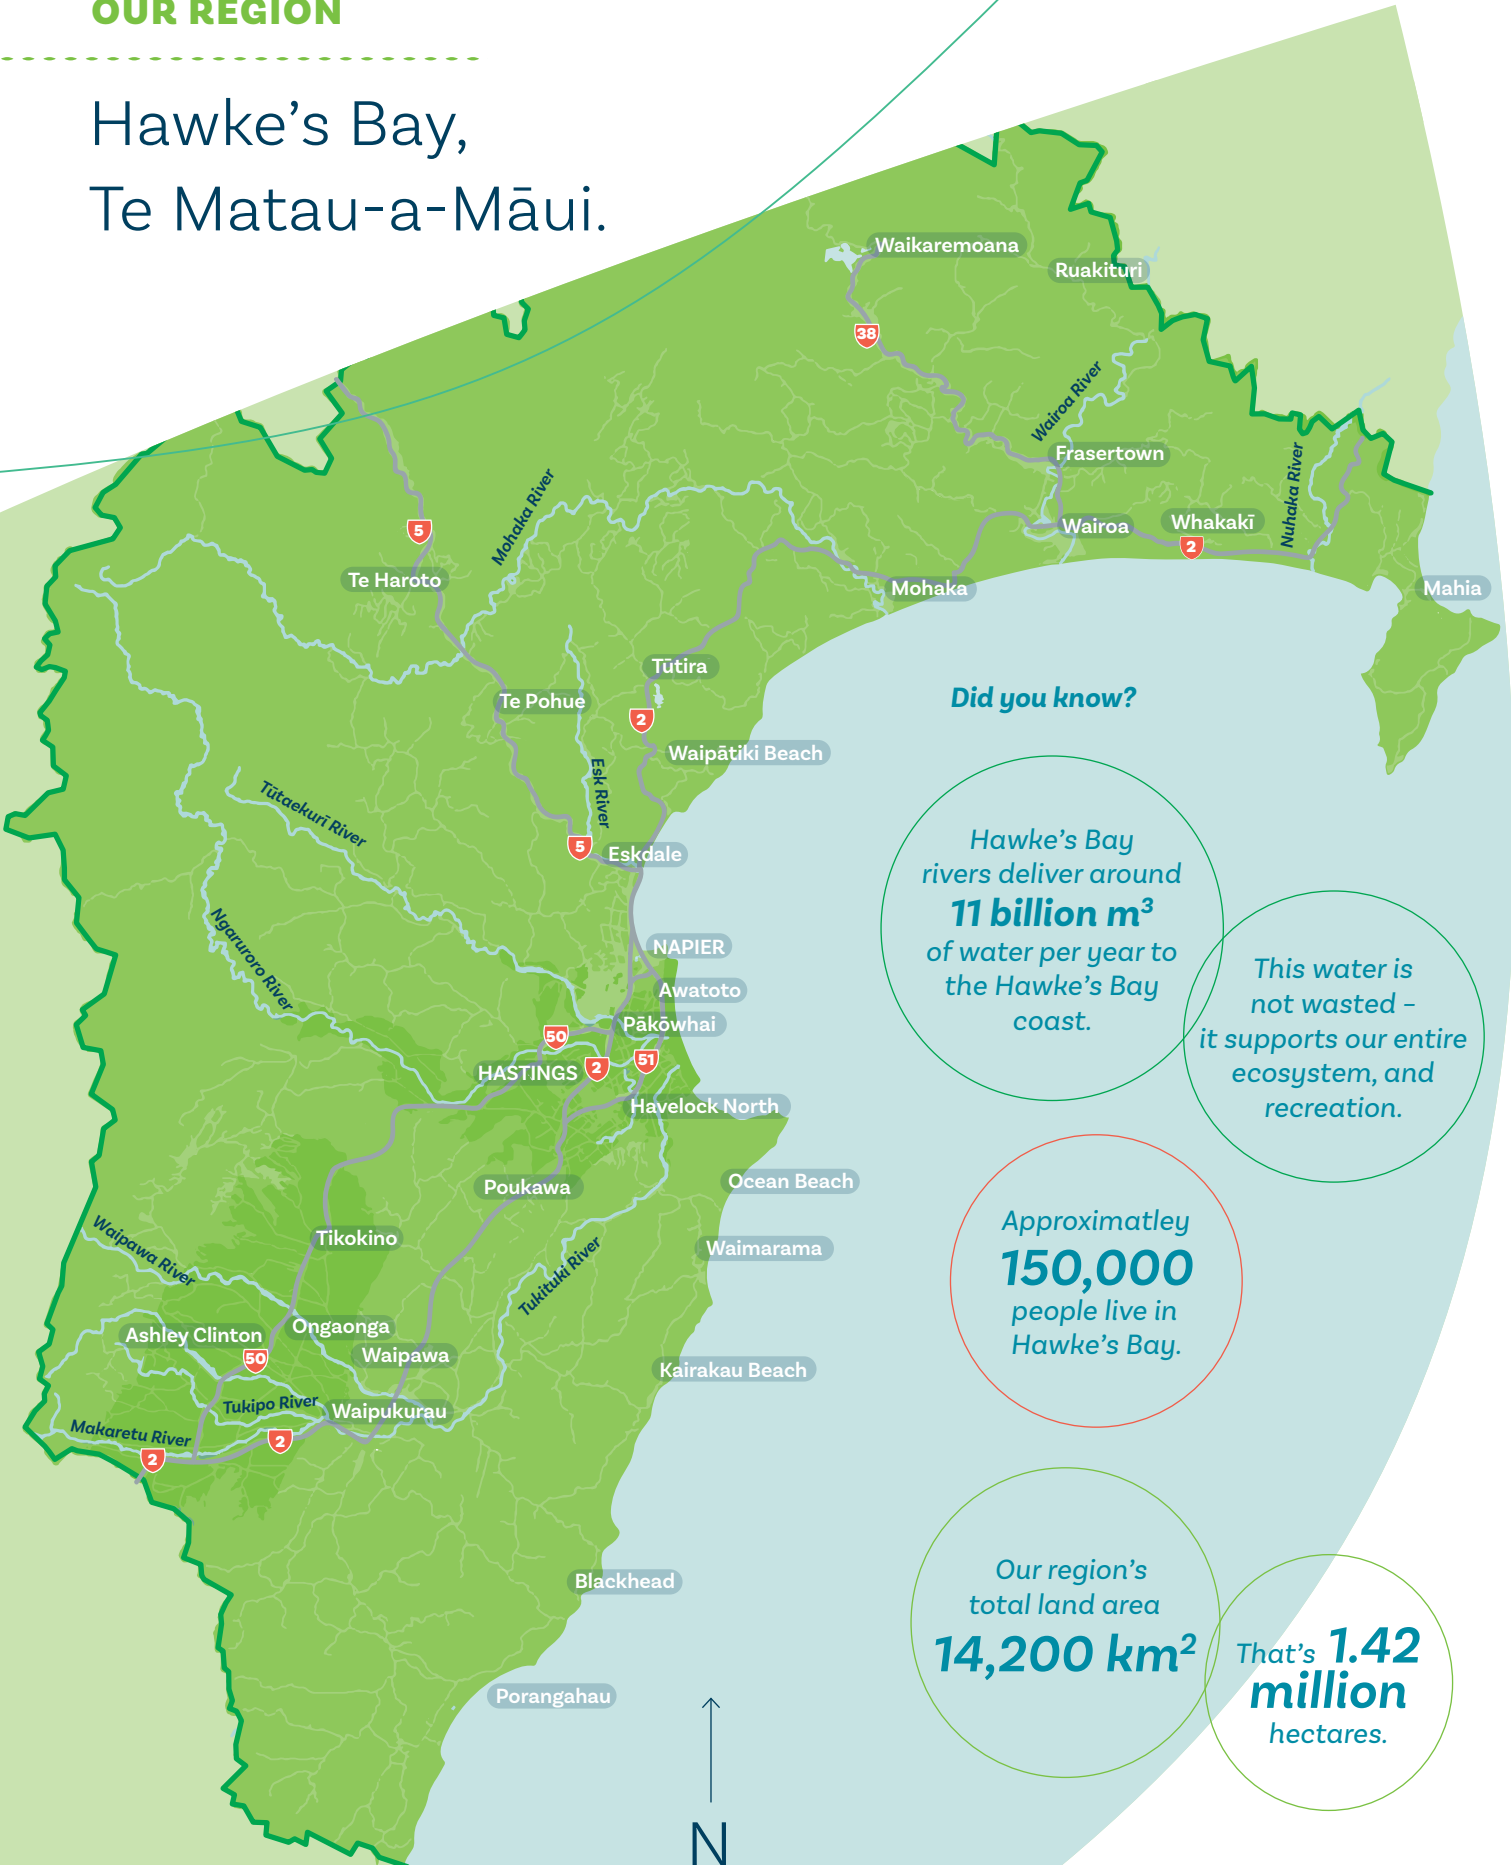 OUR REGION
Hawke's Bay,
Te Matau-a-Māui.
Waikaremoana
Ruakituri
38
Wairoa River
Frasertown
Nuhaka River
Mohaka River
5
Wairoa
Whakakī
2
Te Haroto
Mohaka
Mahia
Tūtira
Te Pohue
2
Waipātiki Beach
Esk River
Tūtaekurī River
5
Eskdale
Ngaruroro River
NAPIER
Awatoto
Pākōwhai
50
HASTINGS
2
51
Havelock North
Ocean Beach
Poukawa
Tikokino
Waimarama
Waipawa River
Tukituki River
Ongaonga
Ashley Clinton
50
Waipawa
Kairakau Beach
Tukipo River
Waipukurau
Makaretu River
2
2
Blackhead
Porangahau
N
Did you know?
Hawke's Bay
rivers deliver around
11 billion m³
of water per year to
the Hawke's Bay
coast.
This water is
not wasted –
it supports our entire
ecosystem, and
recreation.
Approximatley
150,000
people live in
Hawke's Bay.
Our region's
total land area
14,200 km²
That's 1.42
million
hectares.